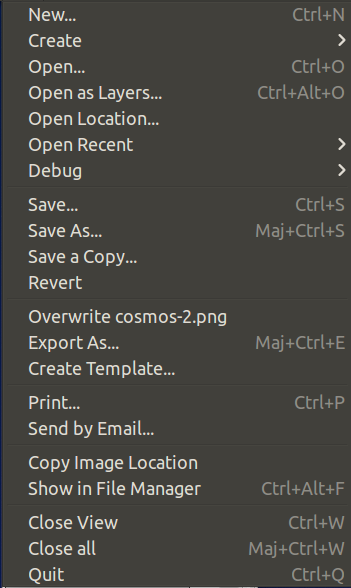 New... Ctrl+N
Create
Open... Ctrl+O
Open as Layers... Ctrl+Alt+O
Open Location...
Open Recent
Debug
Save... Ctrl+S
Save As... Maj+Ctrl+S
Save a Copy...
Revert
Overwrite cosmos-2.png
Export As... Maj+Ctrl+E
Create Template...
Print... Ctrl+P
Send by Email...
Copy Image Location
Show in File Manager Ctrl+Alt+F
Close View Ctrl+W
Close all Maj+Ctrl+W
Quit Ctrl+Q